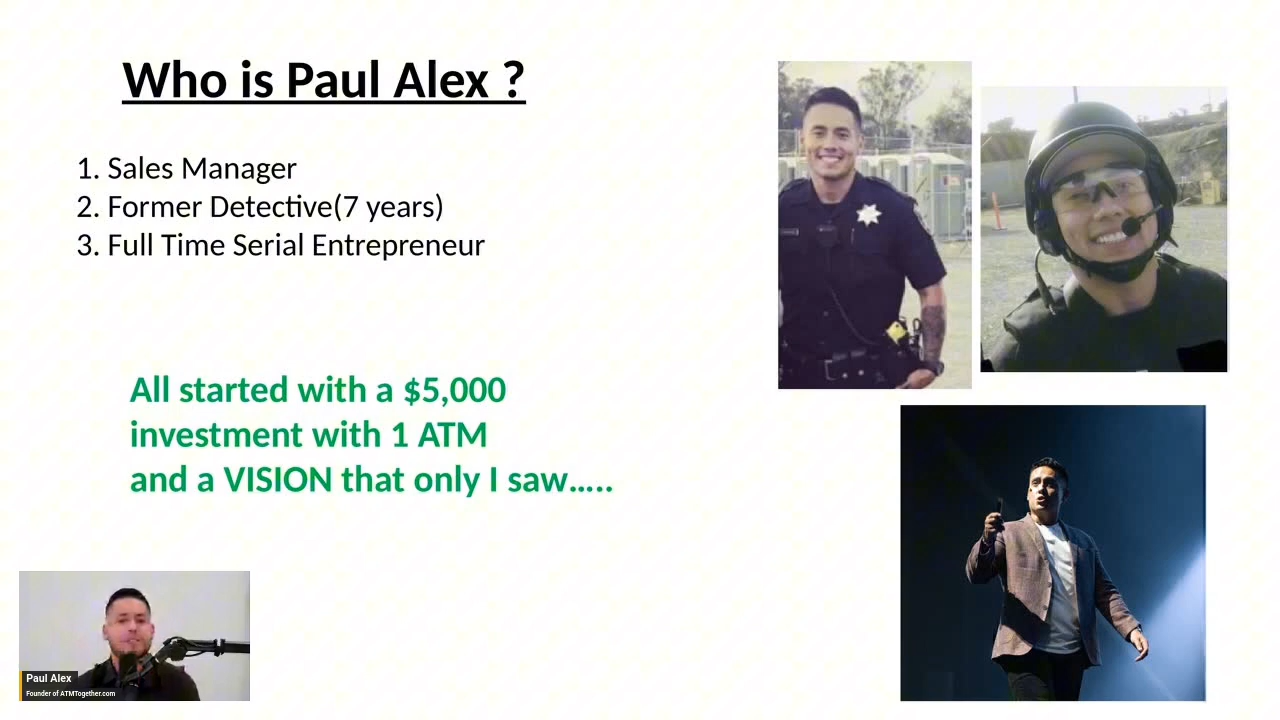 Who is Paul Alex ?
1. Sales Manager
2. Former Detective(7 years)
3. Full Time Serial Entrepreneur
All started with a $5,000
investment with 1 ATM
and a VISION that only I saw…..
Paul Alex
Founder of ATMTogether.com